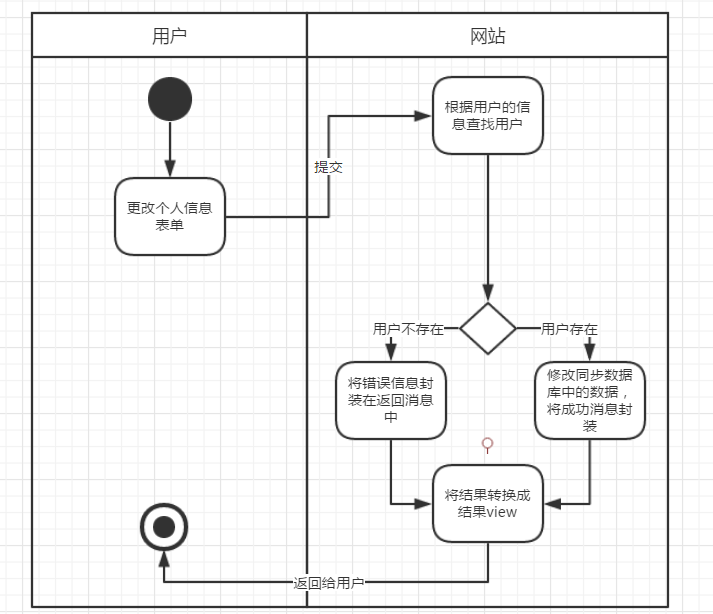 用户
网站
更改个人信息
表单
提交
根据用户的信
息查找用户
用户不存在
用户存在
将错误信息封
装在返回消息
中
修改同步数据
库中的数据，
将成功消息封
装
将结果转换成
结果view
返回给用户